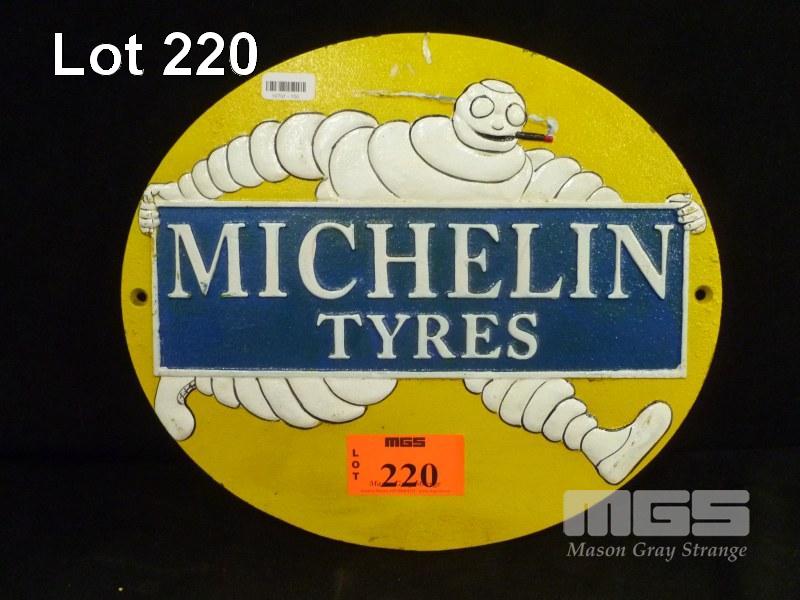 Lot 220
MICHELIN
TYRES
MGS
LOT
220
MGS
Mason Gray Strange